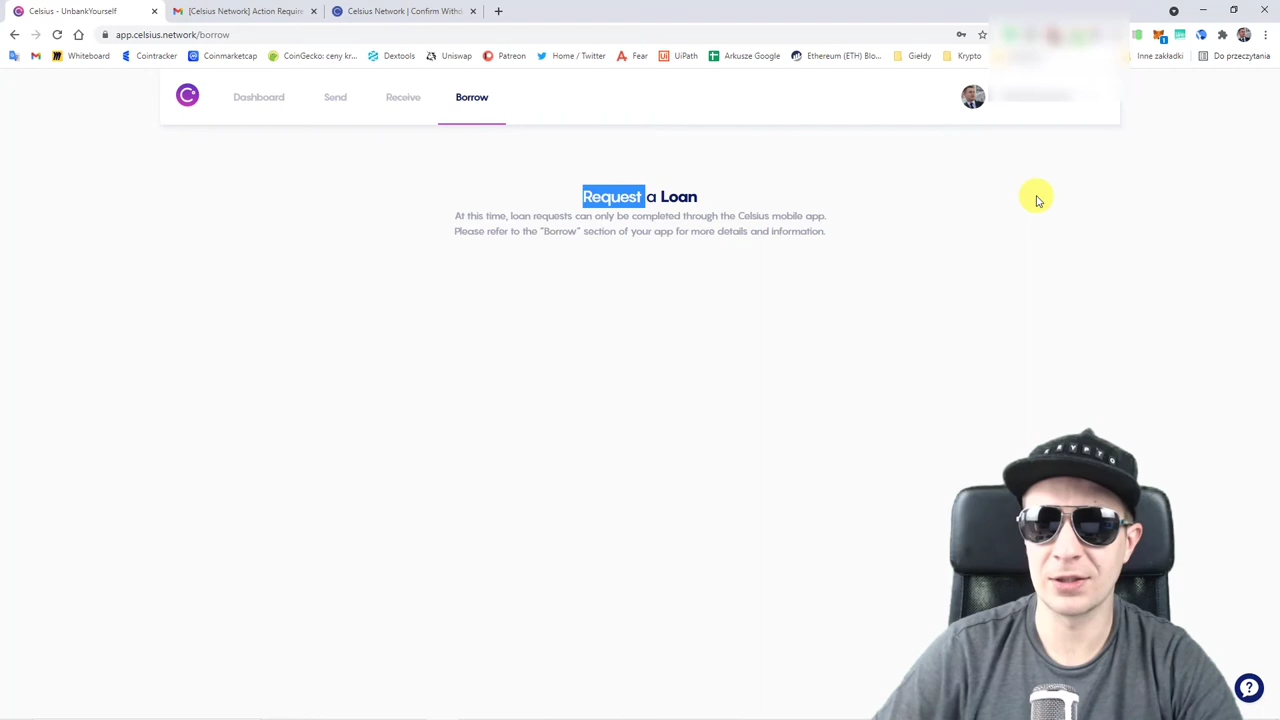 Celsius - UnbankYourself
[Celsius Network] Action Require
Celsius Network | Confirm Withd
app.celsius.network/borrow
Whiteboard
Cointracker
Coinmarketcap
CoinGecko: ceny kr...
Dextools
Uniswap
Patreon
Home / Twitter
Fear
UiPath
Arkusze Google
Ethereum (ETH) Blo...
Giełdy
Krypto
Inne zakładki
Do przeczytania
Dashboard
Send
Receive
Borrow
Request a Loan
At this time, loan requests can only be completed through the Celsius mobile app.
Please refer to the "Borrow" section of your app for more details and information.
KRYPTO